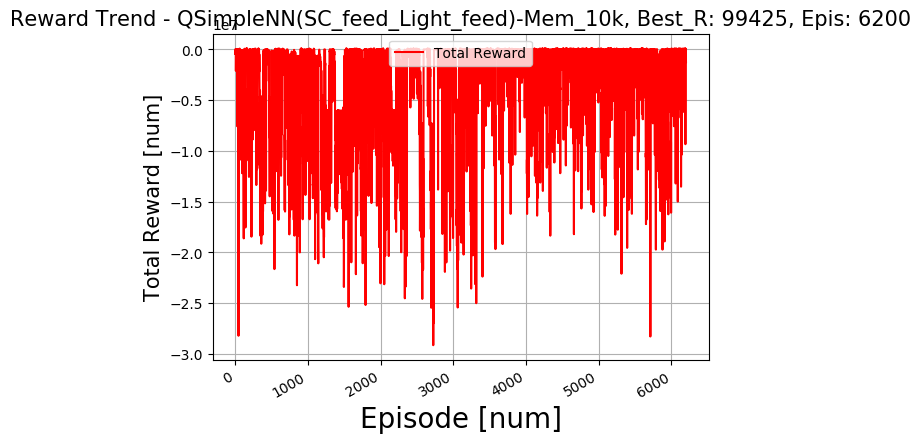 Reward Trend - QSimpleNN(SC_feed_Light_feed)-Mem_10k, Best_R: 99425, Epis: 6200
1e7
Total Reward
0.0
−0.5
−1.0
−1.5
−2.0
−2.5
−3.0
Total Reward [num]
0
1000
2000
3000
4000
5000
6000
Episode [num]